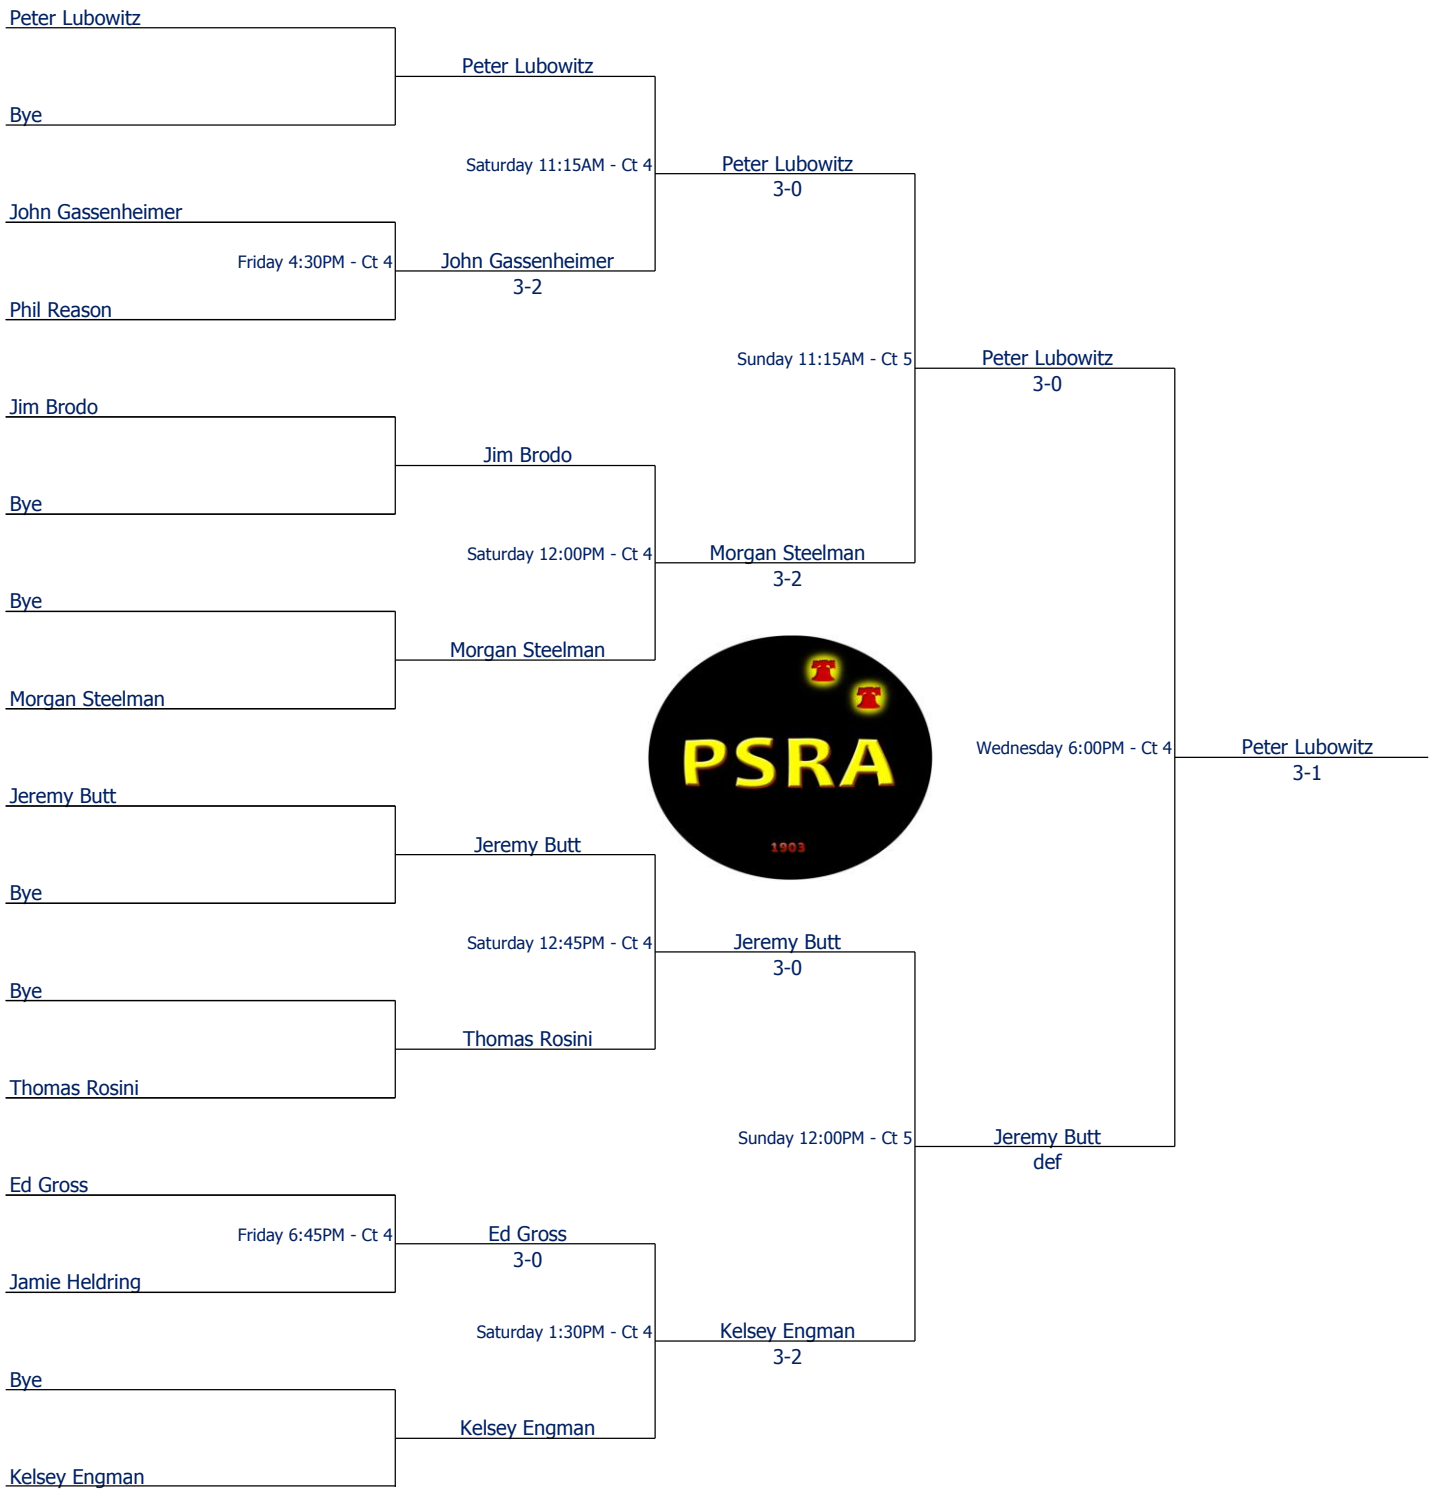 Peter Lubowitz
Peter Lubowitz
Bye
Saturday 11:15AM - Ct 4
Peter Lubowitz
3-0
John Gassenheimer
Friday 4:30PM - Ct 4
John Gassenheimer
3-2
Phil Reason
Sunday 11:15AM - Ct 5
Peter Lubowitz
3-0
Jim Brodo
Jim Brodo
Bye
Saturday 12:00PM - Ct 4
Morgan Steelman
3-2
Bye
Morgan Steelman
Morgan Steelman
PSRA
1903
Wednesday 6:00PM - Ct 4
Peter Lubowitz
3-1
Jeremy Butt
Jeremy Butt
Bye
Saturday 12:45PM - Ct 4
Jeremy Butt
3-0
Bye
Thomas Rosini
Thomas Rosini
Sunday 12:00PM - Ct 5
Jeremy Butt
def
Ed Gross
Friday 6:45PM - Ct 4
Ed Gross
3-0
Jamie Heldring
Saturday 1:30PM - Ct 4
Kelsey Engman
3-2
Bye
Kelsey Engman
Kelsey Engman